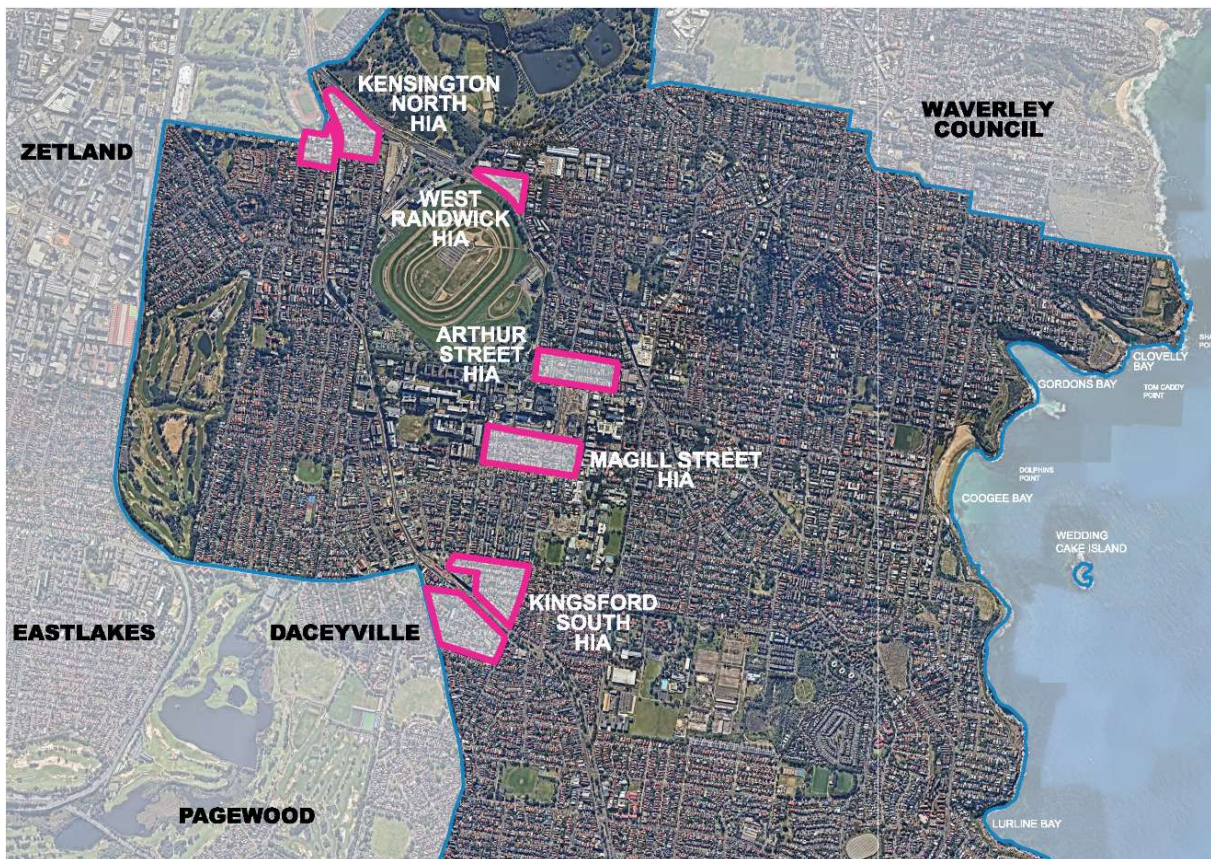 KENSINGTON
NORTH
HIA
WAVERLEY
COUNCIL
ZETLAND
WEST
RANDWICK
HIA
ARTHUR
STREET
HIA
CLOVELLY
BAY
GORDONS BAY
TOM CADDY
POINT
MAGILL STREET
HIA
DOLPHINS
POINT
COOGEE BAY
WEDDING
CAKE ISLAND
KINGSFORD
SOUTH
HIA
EASTLAKES
DACEYVILLE
PAGEWOOD
LURLINE BAY